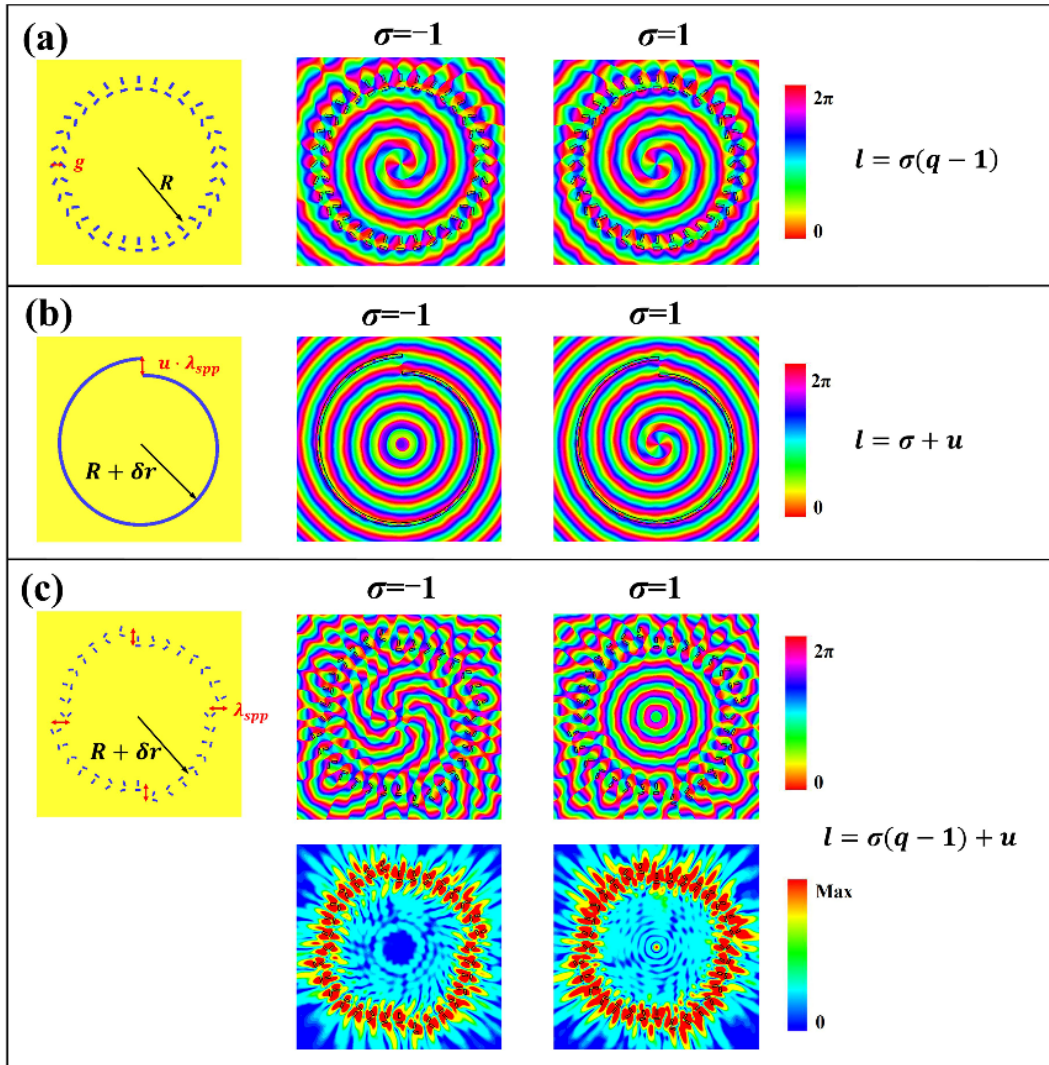 (a)
σ=−1
σ=1
g
R
2π
0
l = σ(q − 1)
(b)
σ=−1
σ=1
u · λspp
R + δr
2π
0
l = σ + u
(c)
σ=−1
σ=1
λspp
R + δr
2π
0
l = σ(q − 1) + u
Max
0